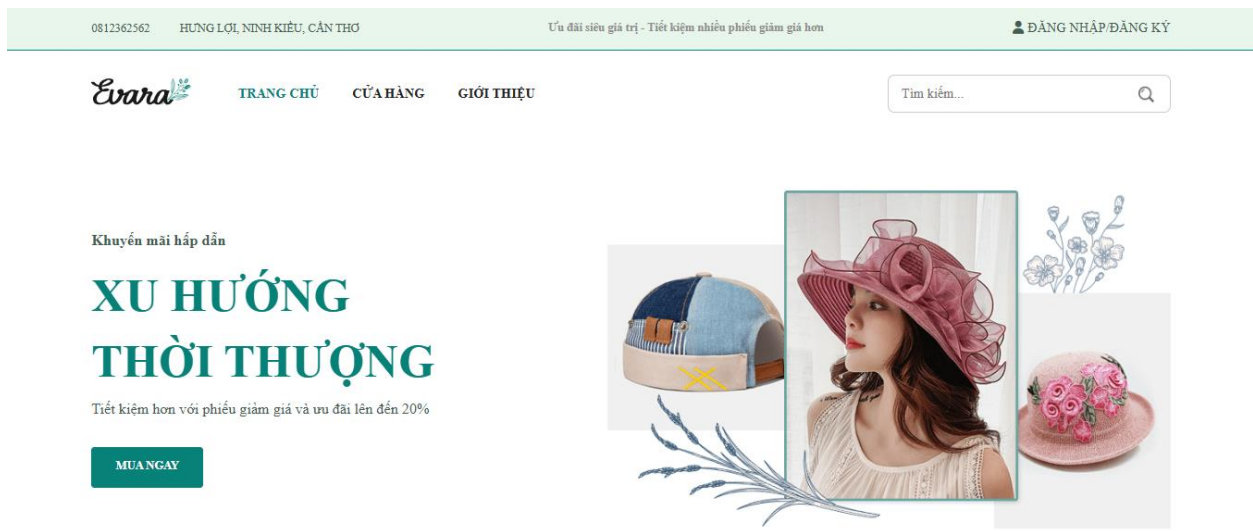 0812362562 HƯNG LỢI, NINH KIỀU, CẦN THƠ Ưu đãi siêu giá trị - Tiết kiệm nhiều phiếu giảm giá hơn ĐĂNG NHẬP/ĐĂNG KÝ
Evara TRANG CHỦ CỬA HÀNG GIỚI THIỆU Tìm kiếm...
Khuyến mãi hấp dẫn
XU HƯỚNG
THỜI THƯỢNG
Tiết kiệm hơn với phiếu giảm giá và ưu đãi lên đến 20%
MUA NGAY